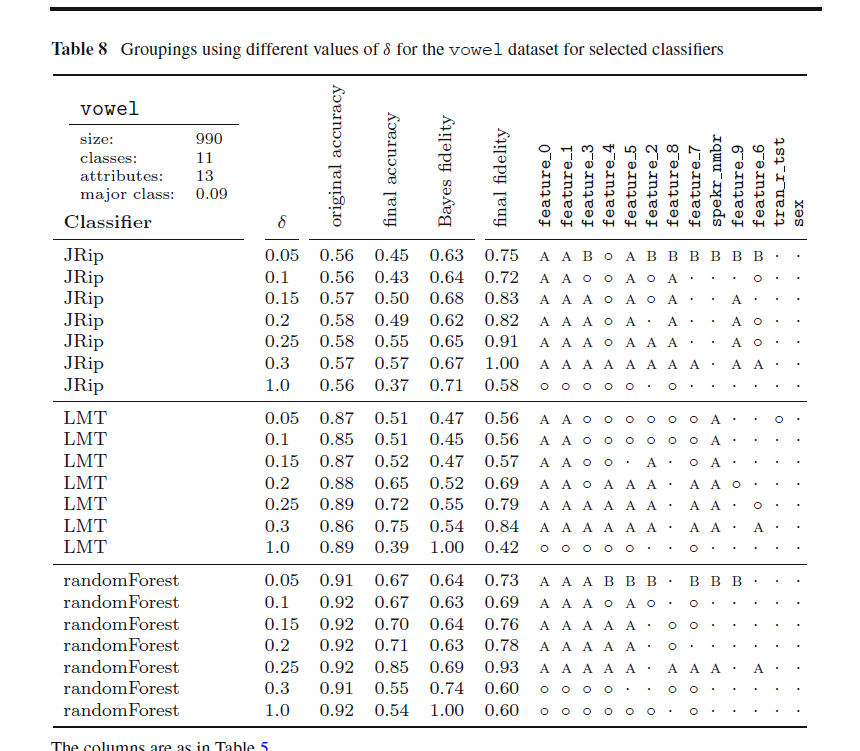 Table 8 Groupings using different values of δ for the vowel dataset for selected classifiers
vowel
size: 990
classes: 11
attributes: 13
major class: 0.09
Classifier δ original accuracy final accuracy Bayes fidelity final fidelity feature_0 feature_1 feature_3 feature_4 feature_5 feature_2 feature_8 feature_7 spekr_nmbr feature_9 feature_6 tran_r_tst sex
JRip 0.05 0.56 0.45 0.63 0.75 A A B ○ A B B B B B B · ·
JRip 0.1 0.56 0.43 0.64 0.72 A A ○ ○ A ○ A · · · ○ · ·
JRip 0.15 0.57 0.50 0.68 0.83 A A A ○ A ○ A · · A · · ·
JRip 0.2 0.58 0.49 0.62 0.82 A A A ○ A · A · · A ○ · ·
JRip 0.25 0.58 0.55 0.65 0.91 A A A ○ A A A · · A ○ · ·
JRip 0.3 0.57 0.57 0.67 1.00 A A A A A A A A · A A · ·
JRip 1.0 0.56 0.37 0.71 0.58 ○ ○ ○ ○ ○ · ○ · · · · · ·
LMT 0.05 0.87 0.51 0.47 0.56 A A ○ ○ ○ ○ ○ ○ A · · ○ ·
LMT 0.1 0.85 0.51 0.45 0.56 A A ○ ○ ○ ○ ○ ○ A · · · ·
LMT 0.15 0.87 0.52 0.47 0.57 A A ○ ○ · A · ○ A · · · ·
LMT 0.2 0.88 0.65 0.52 0.69 A A ○ A A A · A A ○ · · ·
LMT 0.25 0.89 0.72 0.55 0.79 A A A A A A · A A · ○ · ·
LMT 0.3 0.86 0.75 0.54 0.84 A A A A A A · A A · A · ·
LMT 1.0 0.89 0.39 1.00 0.42 ○ ○ ○ ○ ○ · · ○ · · · · ·
randomForest 0.05 0.91 0.67 0.64 0.73 A A A B B B · B B B · · ·
randomForest 0.1 0.92 0.67 0.63 0.69 A A A ○ A ○ · ○ · · · · ·
randomForest 0.15 0.92 0.70 0.64 0.76 A A A A A · ○ ○ · · · · ·
randomForest 0.2 0.92 0.71 0.63 0.78 A A A A A · ○ · · · · · ·
randomForest 0.25 0.92 0.85 0.69 0.93 A A A A A · A A A · A · ·
randomForest 0.3 0.91 0.55 0.74 0.60 ○ ○ ○ ○ · · ○ ○ · · · · ·
randomForest 1.0 0.92 0.54 1.00 0.60 ○ ○ ○ ○ ○ ○ · ○ · · · · ·
The columns are as in Table 5